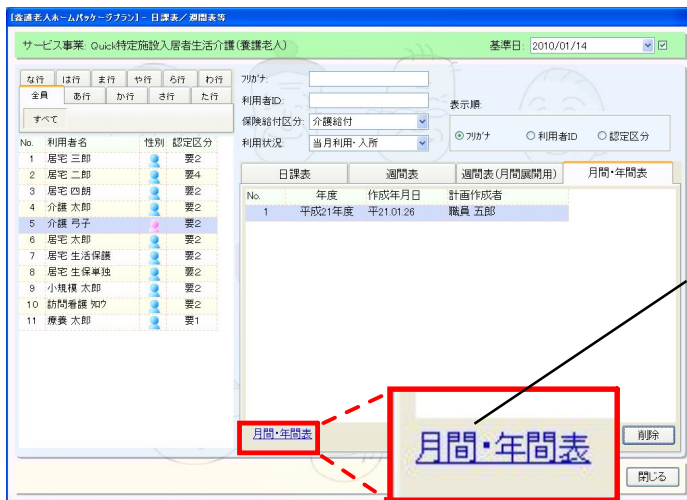 [養護老人ホームパッケージプラン] - 日課表/週間表等
サービス事業: Quick特定施設入居者生活介護(養護老人)
基準日: 2010/01/14
な行 は行 ま行 や行 ら行 わ行
全員 あ行 か行 さ行 た行
すべて
No. 利用者名 性別 認定区分
1 居宅 三郎 要2
2 居宅 二郎 要4
3 居宅 四朗 要2
4 介護 太郎 要2
5 介護 弓子 要2
6 居宅 太郎 要2
7 居宅 生活保護 要2
8 居宅 生保単独 要2
9 小規模 太郎 要2
10 訪問看護 知ウ 要2
11 療養 太郎 要1
フリガナ:
利用者ID:
保険給付区分: 介護給付
利用状況: 当月利用・入所
表示順:
フリガナ 利用者ID 認定区分
日課表 週間表 週間表(月間展開用) 月間・年間表
No. 年度 作成年月日 計画作成者
1 平成21年度 平21.01.26 職員 五郎
月間・年間表
月間・年間表
削除
閉じる